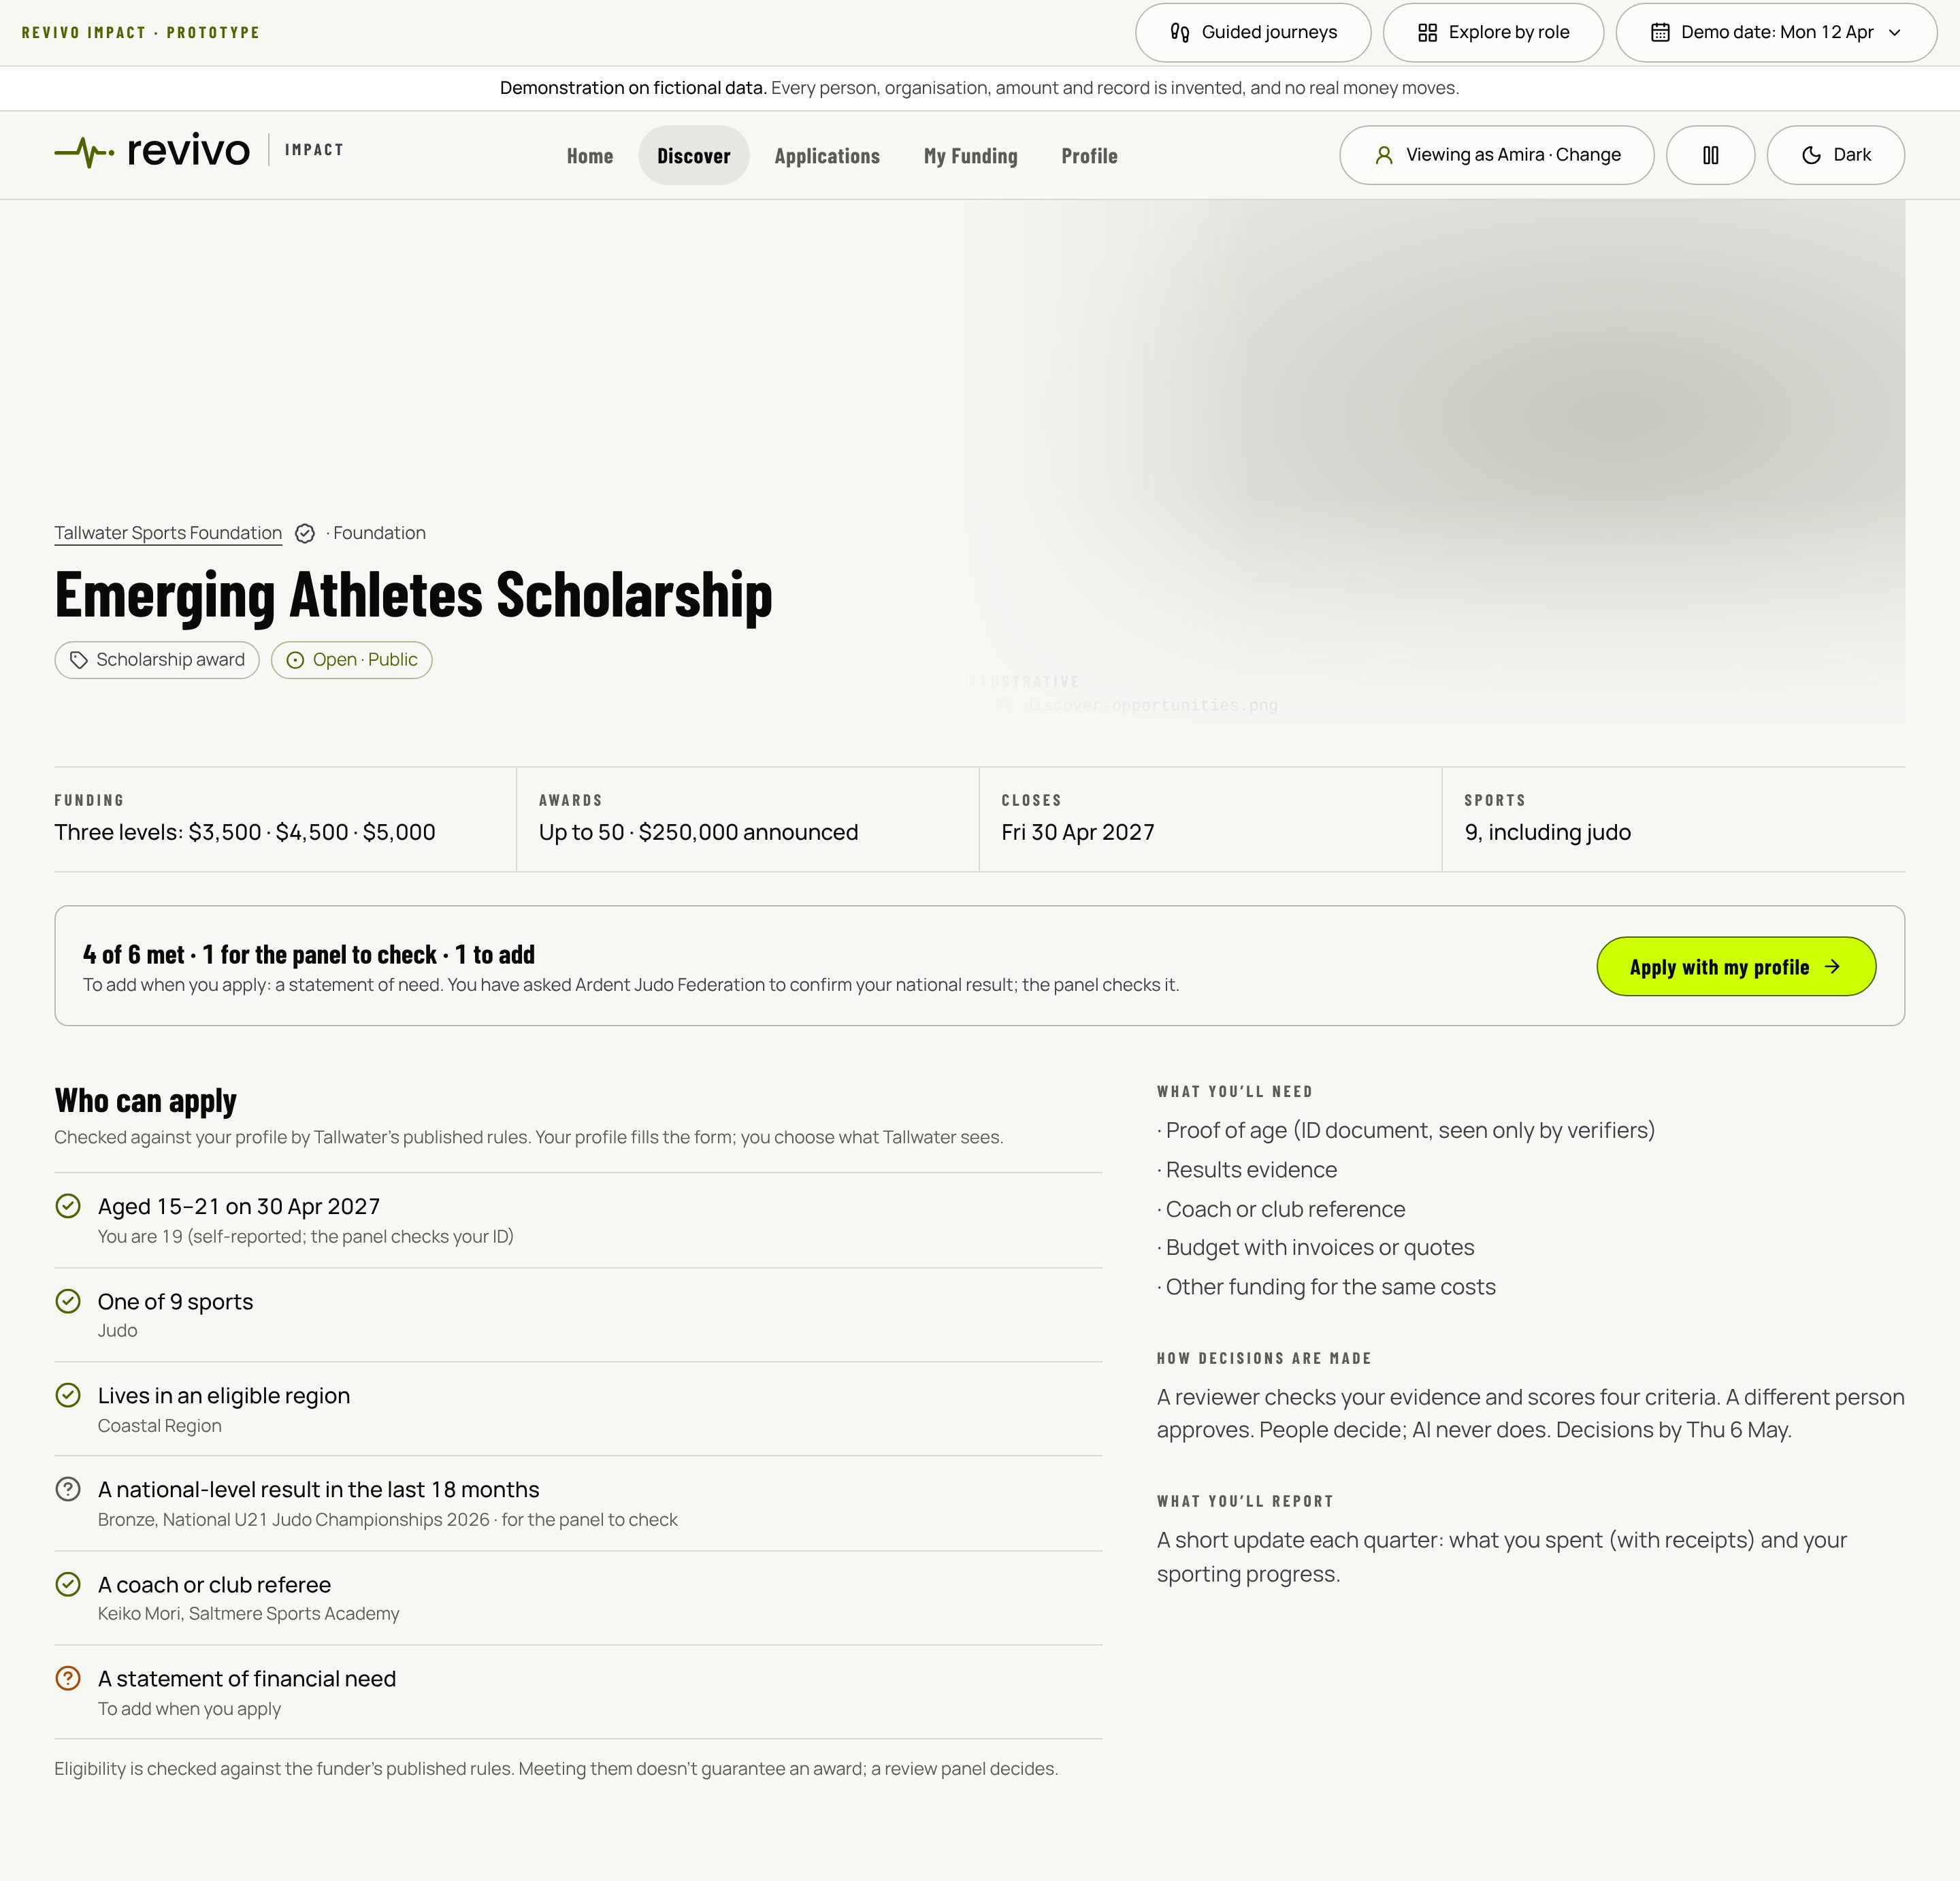 REVIVO IMPACT · PROTOTYPE
Guided journeys
Explore by role
Demo date: Mon 12 Apr
Demonstration on fictional data. Every person, organisation, amount and record is invented, and no real money moves.
revivo
IMPACT
Home
Discover
Applications
My Funding
Profile
Viewing as Amira · Change
Dark
Tallwater Sports Foundation · Foundation
Emerging Athletes Scholarship
Scholarship award
Open · Public
-discover-opportunities.png
FUNDING
Three levels: $3,500 · $4,500 · $5,000
AWARDS
Up to 50 · $250,000 announced
CLOSES
Fri 30 Apr 2027
SPORTS
9, including judo
4 of 6 met · 1 for the panel to check · 1 to add
To add when you apply: a statement of need. You have asked Ardent Judo Federation to confirm your national result; the panel checks it.
Apply with my profile
Who can apply
Checked against your profile by Tallwater’s published rules. Your profile fills the form; you choose what Tallwater sees.
Aged 15–21 on 30 Apr 2027
You are 19 (self-reported; the panel checks your ID)
One of 9 sports
Judo
Lives in an eligible region
Coastal Region
A national-level result in the last 18 months
Bronze, National U21 Judo Championships 2026 · for the panel to check
A coach or club referee
Keiko Mori, Saltmere Sports Academy
A statement of financial need
To add when you apply
Eligibility is checked against the funder’s published rules. Meeting them doesn’t guarantee an award; a review panel decides.
WHAT YOU’LL NEED
· Proof of age (ID document, seen only by verifiers)
· Results evidence
· Coach or club reference
· Budget with invoices or quotes
· Other funding for the same costs
HOW DECISIONS ARE MADE
A reviewer checks your evidence and scores four criteria. A different person
approves. People decide; AI never does. Decisions by Thu 6 May.
WHAT YOU’LL REPORT
A short update each quarter: what you spent (with receipts) and your
sporting progress.